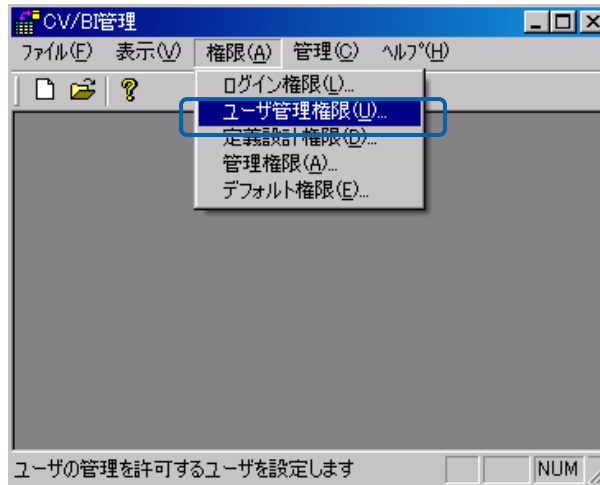 CV/BI管理
ﾌｧｲﾙ(F) 表示(V) 権限(A) 管理(C) ﾍﾙﾌﾟ(H)
ログイン権限(L)...
ユーザ管理権限(U)...
定義設計権限(D)...
管理権限(A)...
デフォルト権限(E)...
ユーザの管理を許可するユーザを設定します
NUM